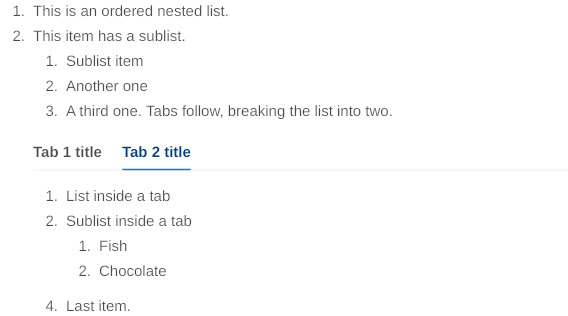 1. This is an ordered nested list.
2. This item has a sublist.
1. Sublist item
2. Another one
3. A third one. Tabs follow, breaking the list into two.
Tab 1 title Tab 2 title
1. List inside a tab
2. Sublist inside a tab
1. Fish
2. Chocolate
4. Last item.